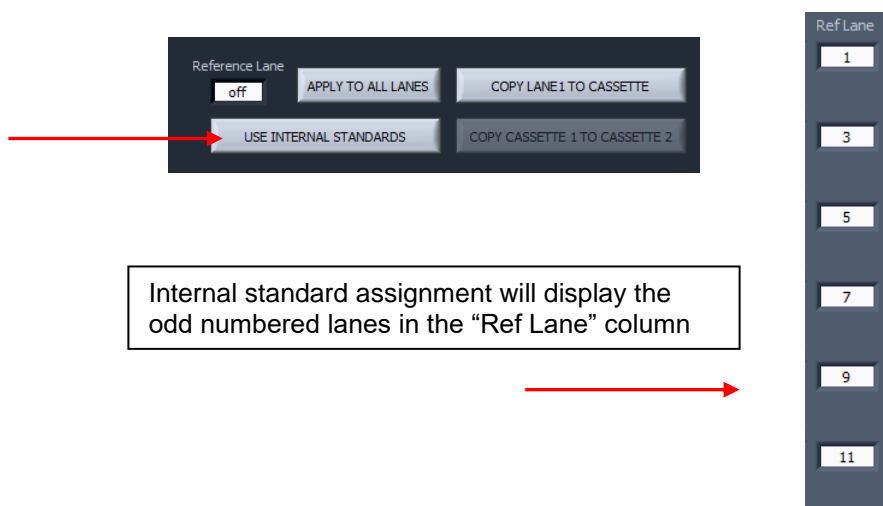 Ref Lane
1
Reference Lane
off
APPLY TO ALL LANES
COPY LANE1 TO CASSETTE
USE INTERNAL STANDARDS
COPY CASSETTE 1 TO CASSETTE 2
3
5
Internal standard assignment will display the
odd numbered lanes in the “Ref Lane” column
7
9
11